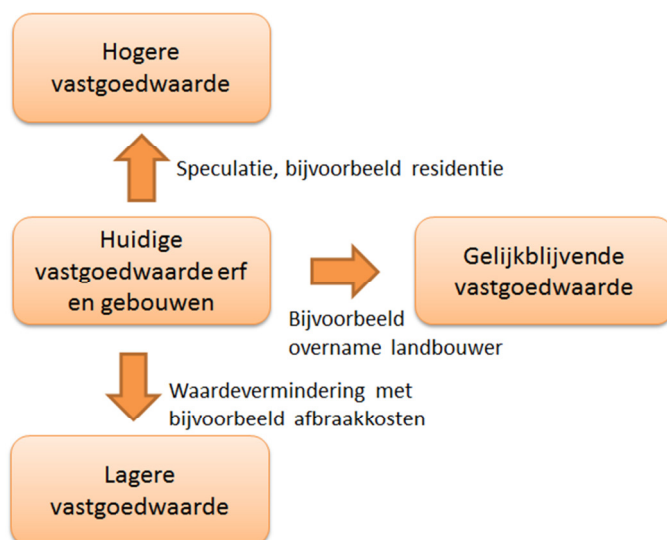 Hogere
vastgoedwaarde
Speculatie, bijvoorbeeld residentie
Huidige
vastgoedwaarde erf
en gebouwen
Gelijkblijvende
vastgoedwaarde
Bijvoorbeeld
overname landbouwer
Waardevermindering met
bijvoorbeeld afbraakkosten
Lagere
vastgoedwaarde